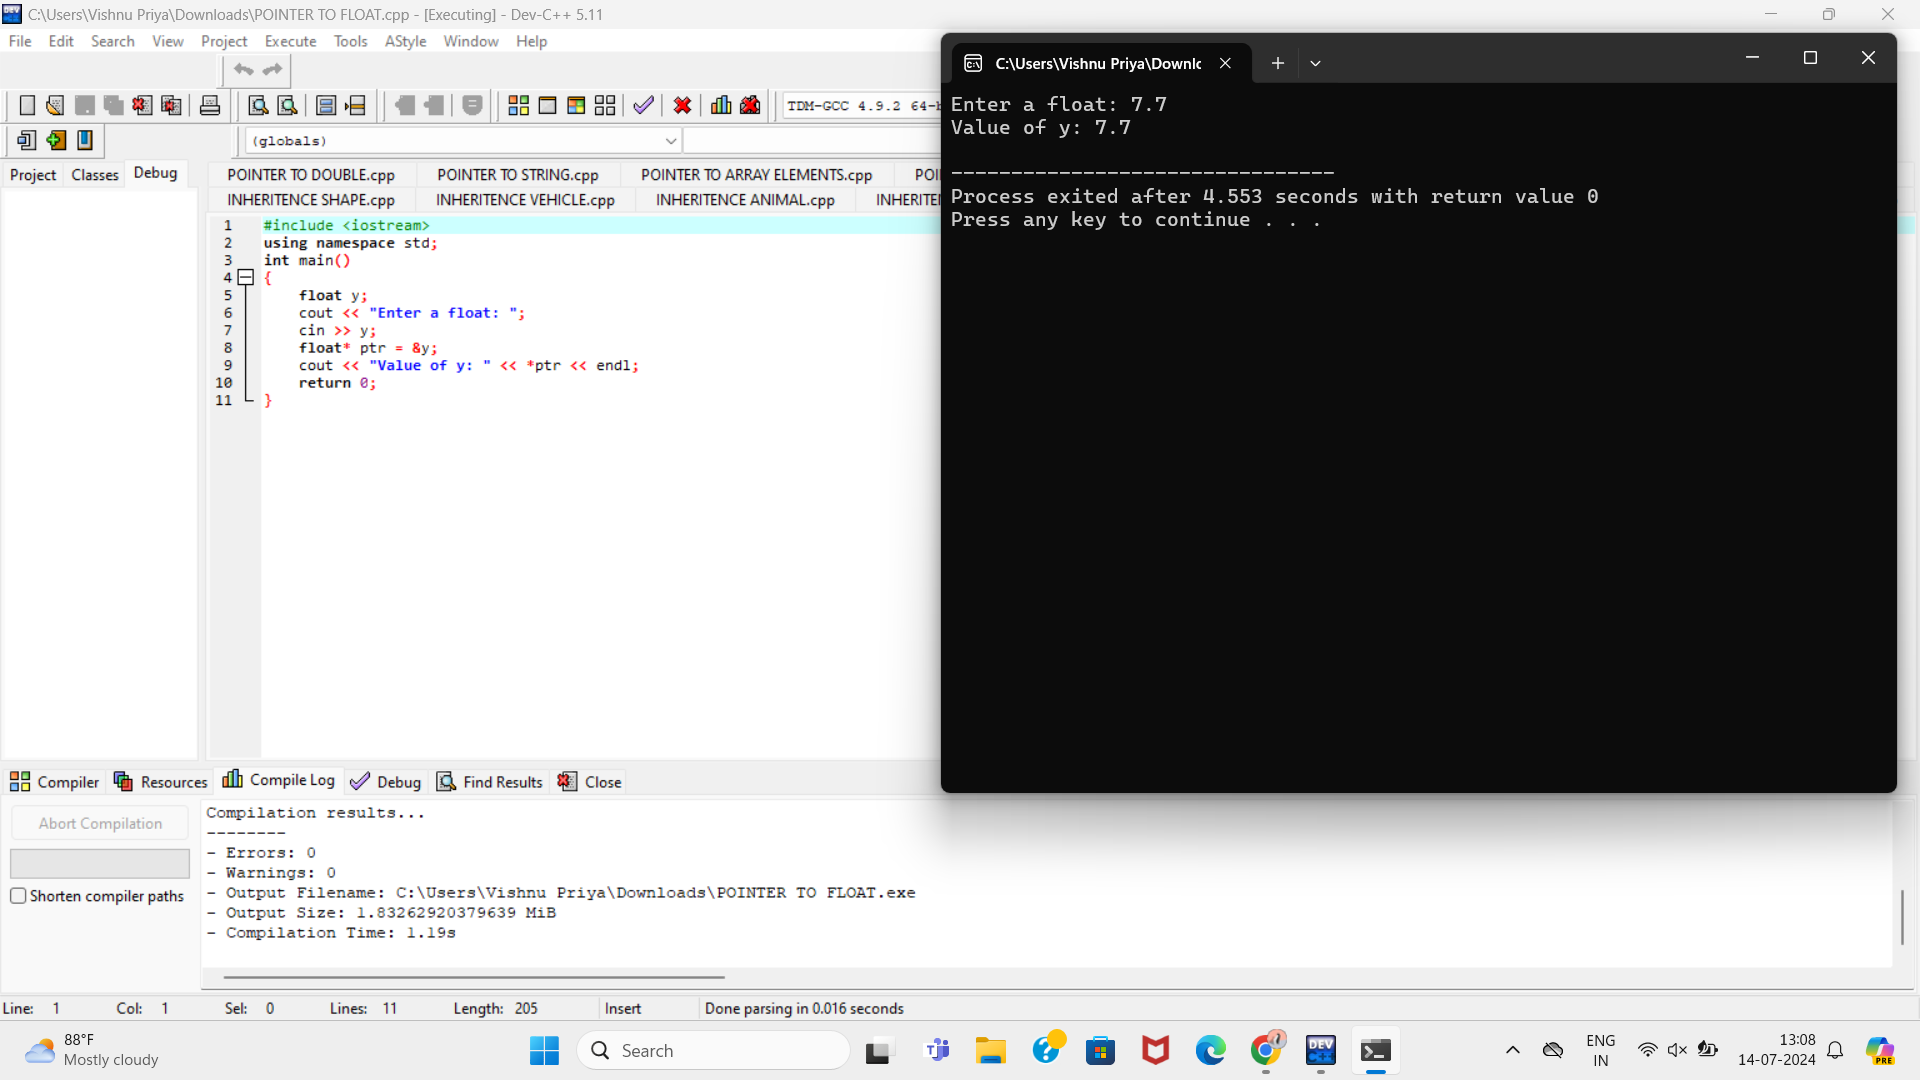 C:\Users\Vishnu Priya\Downloads\POINTER TO FLOAT.cpp - [Executing] - Dev-C++ 5.11
File Edit Search View Project Execute Tools AStyle Window Help
TDM-GCC 4.9.2 64-b
(globals)
Project Classes Debug
POINTER TO DOUBLE.cpp POINTER TO STRING.cpp POINTER TO ARRAY ELEMENTS.cpp POI
INHERITENCE SHAPE.cpp INHERITENCE VEHICLE.cpp INHERITENCE ANIMAL.cpp INHERITE
1 #include <iostream>
2 using namespace std;
3 int main()
4 {
5 float y;
6 cout << "Enter a float: ";
7 cin >> y;
8 float* ptr = &y;
9 cout << "Value of y: " << *ptr << endl;
10 return 0;
11 }
C:\Users\Vishnu Priya\Downlc
Enter a float: 7.7
Value of y: 7.7
--------------------------------
Process exited after 4.553 seconds with return value 0
Press any key to continue . . .
Compiler Resources Compile Log Debug Find Results Close
Abort Compilation
Shorten compiler paths
Compilation results...
--------
- Errors: 0
- Warnings: 0
- Output Filename: C:\Users\Vishnu Priya\Downloads\POINTER TO FLOAT.exe
- Output Size: 1.83262920379639 MiB
- Compilation Time: 1.19s
Line: 1 Col: 1 Sel: 0 Lines: 11 Length: 205 Insert Done parsing in 0.016 seconds
88°F
Mostly cloudy
Search
DEV
ENG
IN
13:08
14-07-2024
PRE